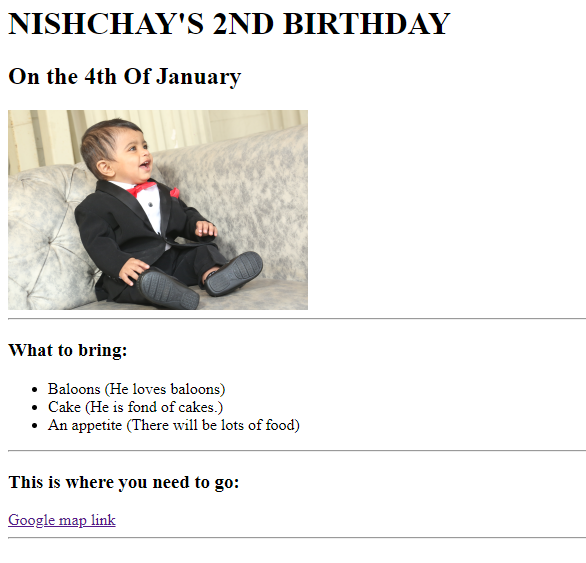 NISHCHAY'S 2ND BIRTHDAY
On the 4th Of January
What to bring:
Baloons (He loves baloons)
Cake (He is fond of cakes.)
An appetite (There will be lots of food)
This is where you need to go:
Google map link